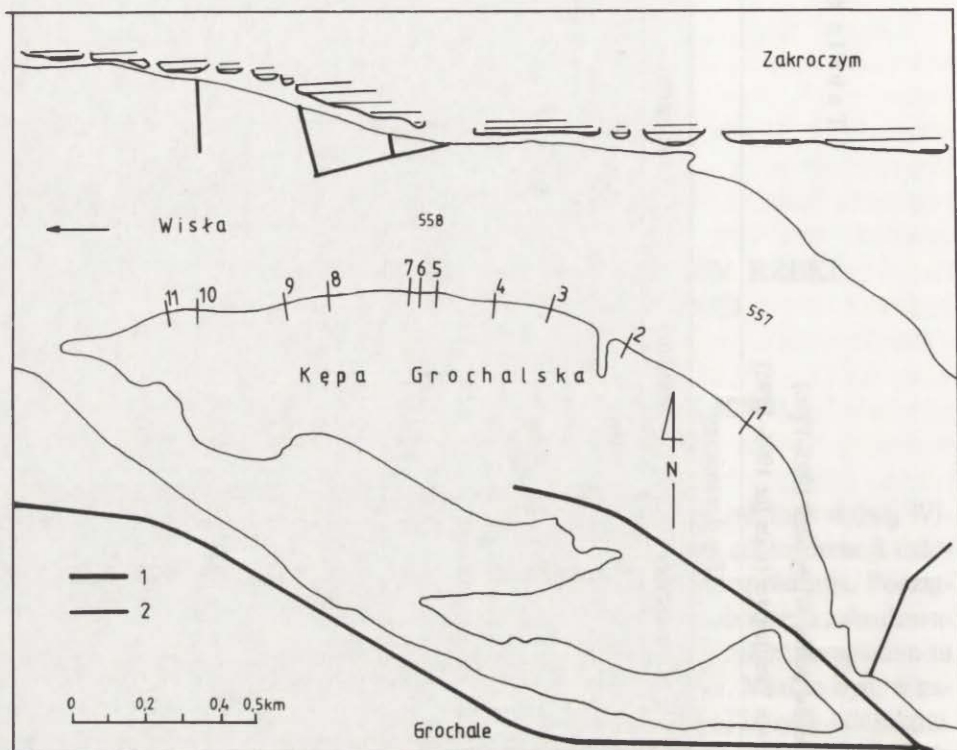 Zakroczym
Wisła
558
557
11 10 9 8 7 6 5 4 3 2 1
Kępa Grochalska
N
1
2
0 0,2 0,4 0,5km
Grochale